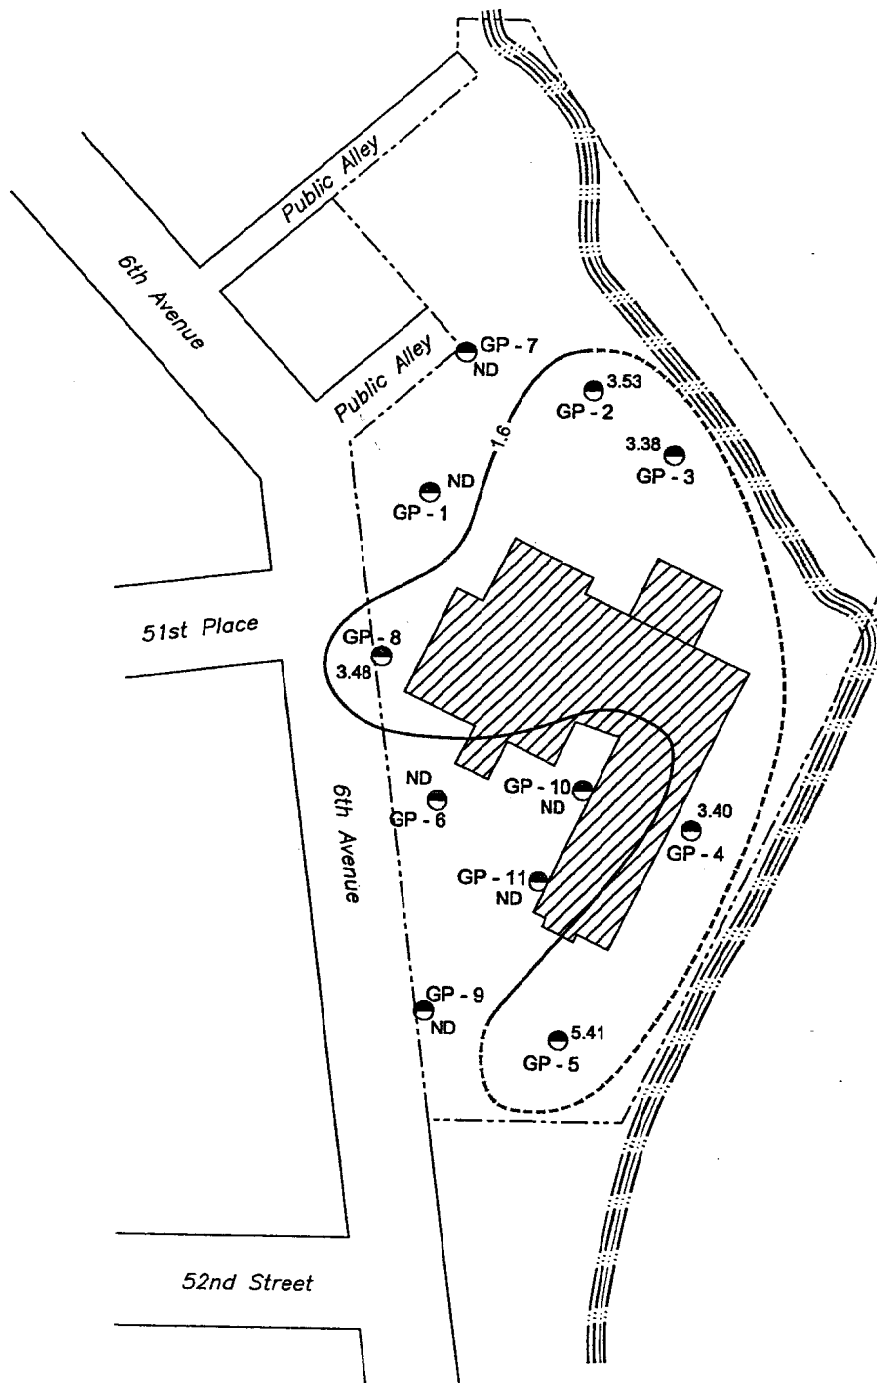 Public Alley
6th Avenue
Public Alley
GP - 7
ND
3.53
GP - 2
1.6
3.38
GP - 3
ND
GP - 1
51st Place
GP - 8
3.48
ND
GP - 6
GP - 10
ND
3.40
GP - 4
6th Avenue
GP - 11
ND
GP - 9
ND
5.41
GP - 5
52nd Street